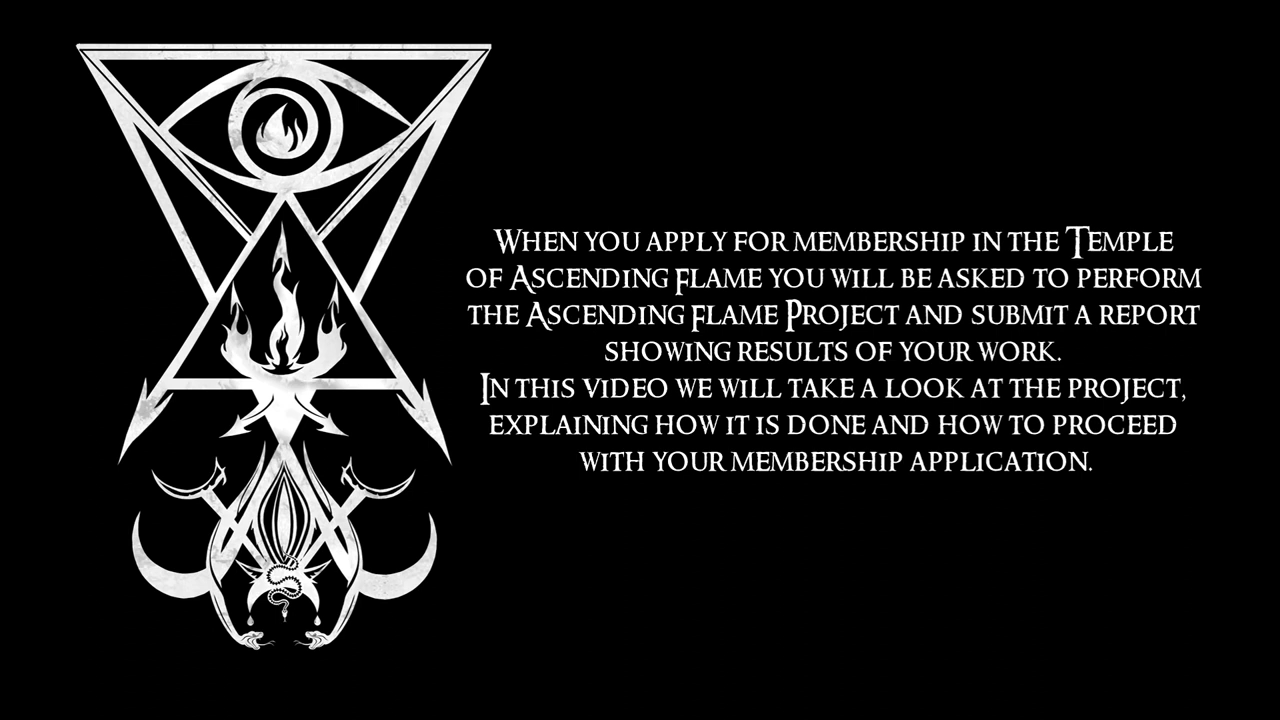 When you apply for membership in the Temple
of Ascending Flame you will be asked to perform
the Ascending Flame Project and submit a report
showing results of your work.
In this video we will take a look at the project,
explaining how it is done and how to proceed
with your membership application.